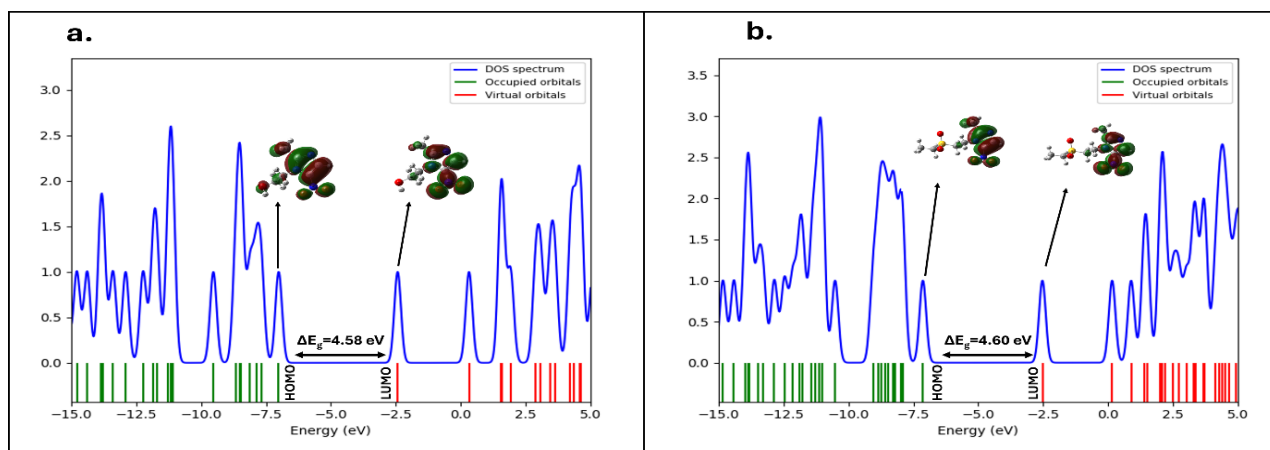 a.
DOS spectrum
Occupied orbitals
Virtual orbitals
3.0
2.5
2.0
1.5
1.0
0.5
0.0
ΔEg=4.58 eV
HOMO
LUMO
−15.0 −12.5 −10.0 −7.5 −5.0 −2.5 0.0 2.5 5.0
Energy (eV)
b.
DOS spectrum
Occupied orbitals
Virtual orbitals
3.5
3.0
2.5
2.0
1.5
1.0
0.5
0.0
ΔEg=4.60 eV
HOMO
LUMO
−15.0 −12.5 −10.0 −7.5 −5.0 −2.5 0.0 2.5 5.0
Energy (eV)